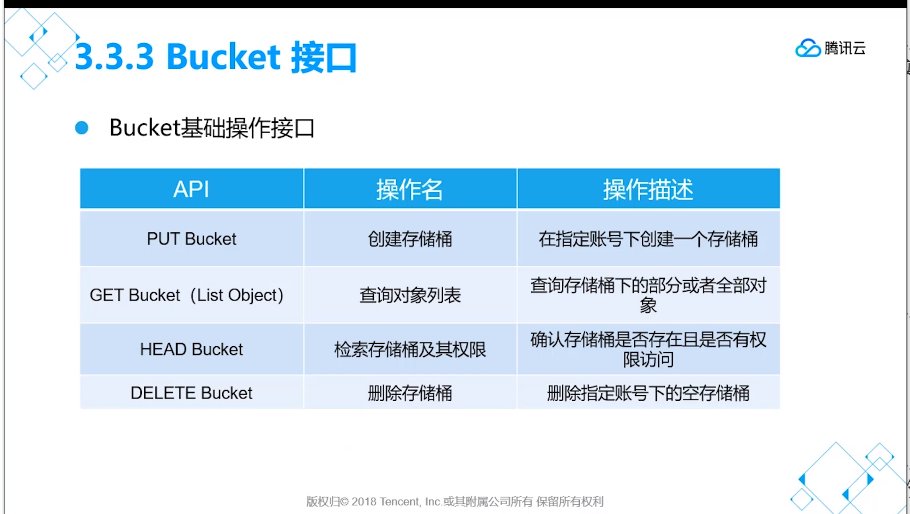 3.3.3 Bucket 接口
腾讯云
Bucket基础操作接口
API 操作名 操作描述
PUT Bucket 创建存储桶 在指定账号下创建一个存储桶
GET Bucket（List Object） 查询对象列表 查询存储桶下的部分或者全部对
象
HEAD Bucket 检索存储桶及其权限 确认存储桶是否存在且是否有权
限访问
DELETE Bucket 删除存储桶 删除指定账号下的空存储桶
版权归© 2018 Tencent, Inc 或其附属公司所有 保留所有权利